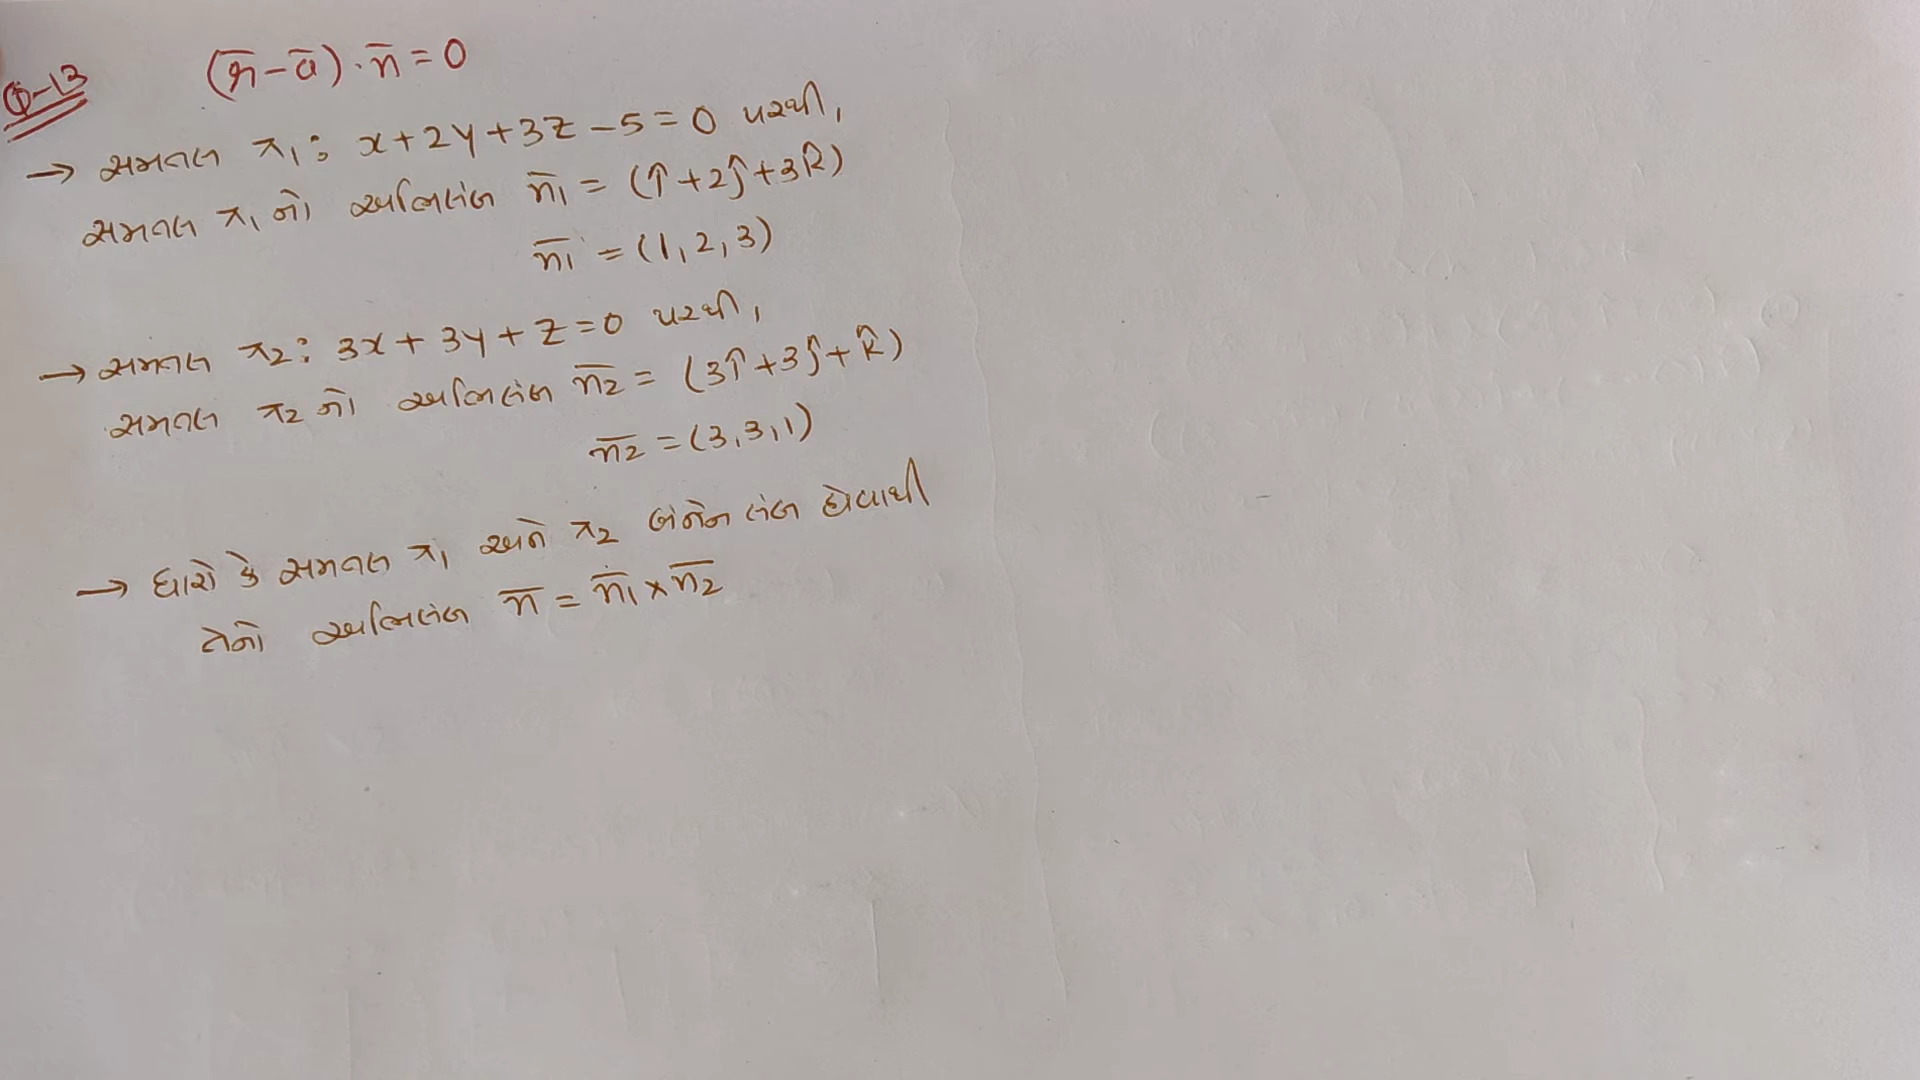 Q-13
(r̄-ā)·n̄=0
→ સમતલ π₁: x+2y+3z-5=0 પરથી,
સમતલ π₁ નો અભિલંબ n̄₁ = (î+2ĵ+3k̂)
n̄₁ = (1,2,3)
→ સમતલ π₂: 3x+3y+z=0 પરથી,
સમતલ π₂ નો અભિલંબ n̄₂ = (3î+3ĵ+k̂)
n̄₂ = (3,3,1)
→ ધારો કે સમતલ π₁ અને π₂ બંનેને લંબ હોવાથી
તેનો અભિલંબ n̄ = n̄₁×n̄₂